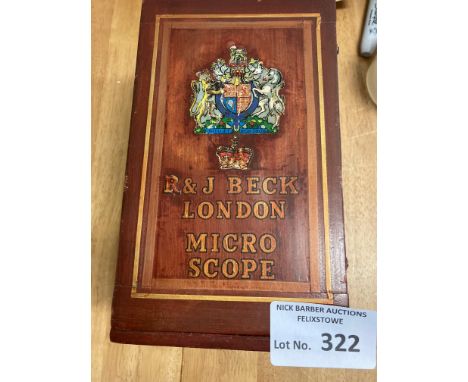 R & J BECK
LONDON
MICRO
SCOPE
NICK BARBER AUCTIONS
FELIXSTOWE
Lot No. 322